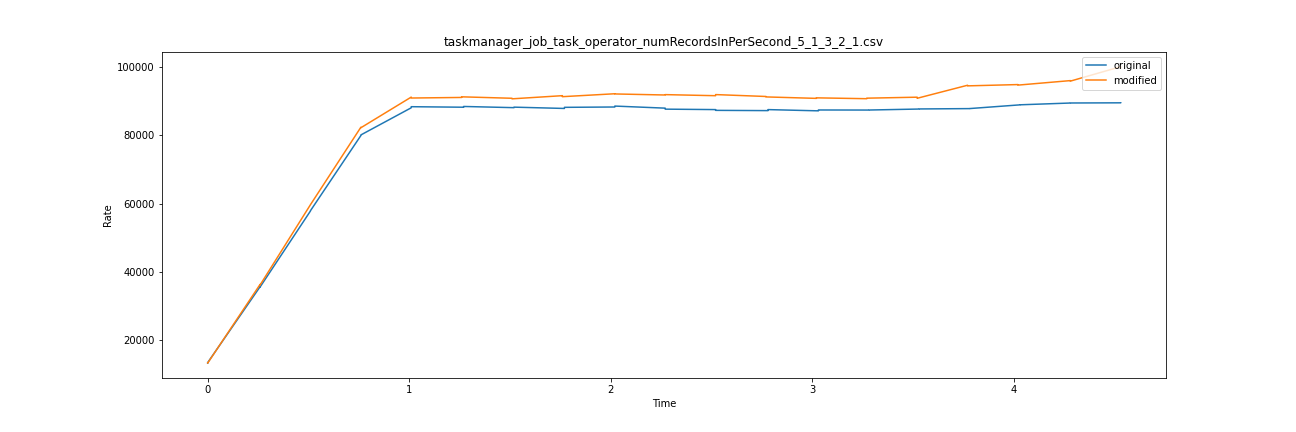 taskmanager_job_task_operator_numRecordsInPerSecond_5_1_3_2_1.csv
100000
80000
60000
40000
20000
Rate
original
modified
0 1 2 3 4
Time